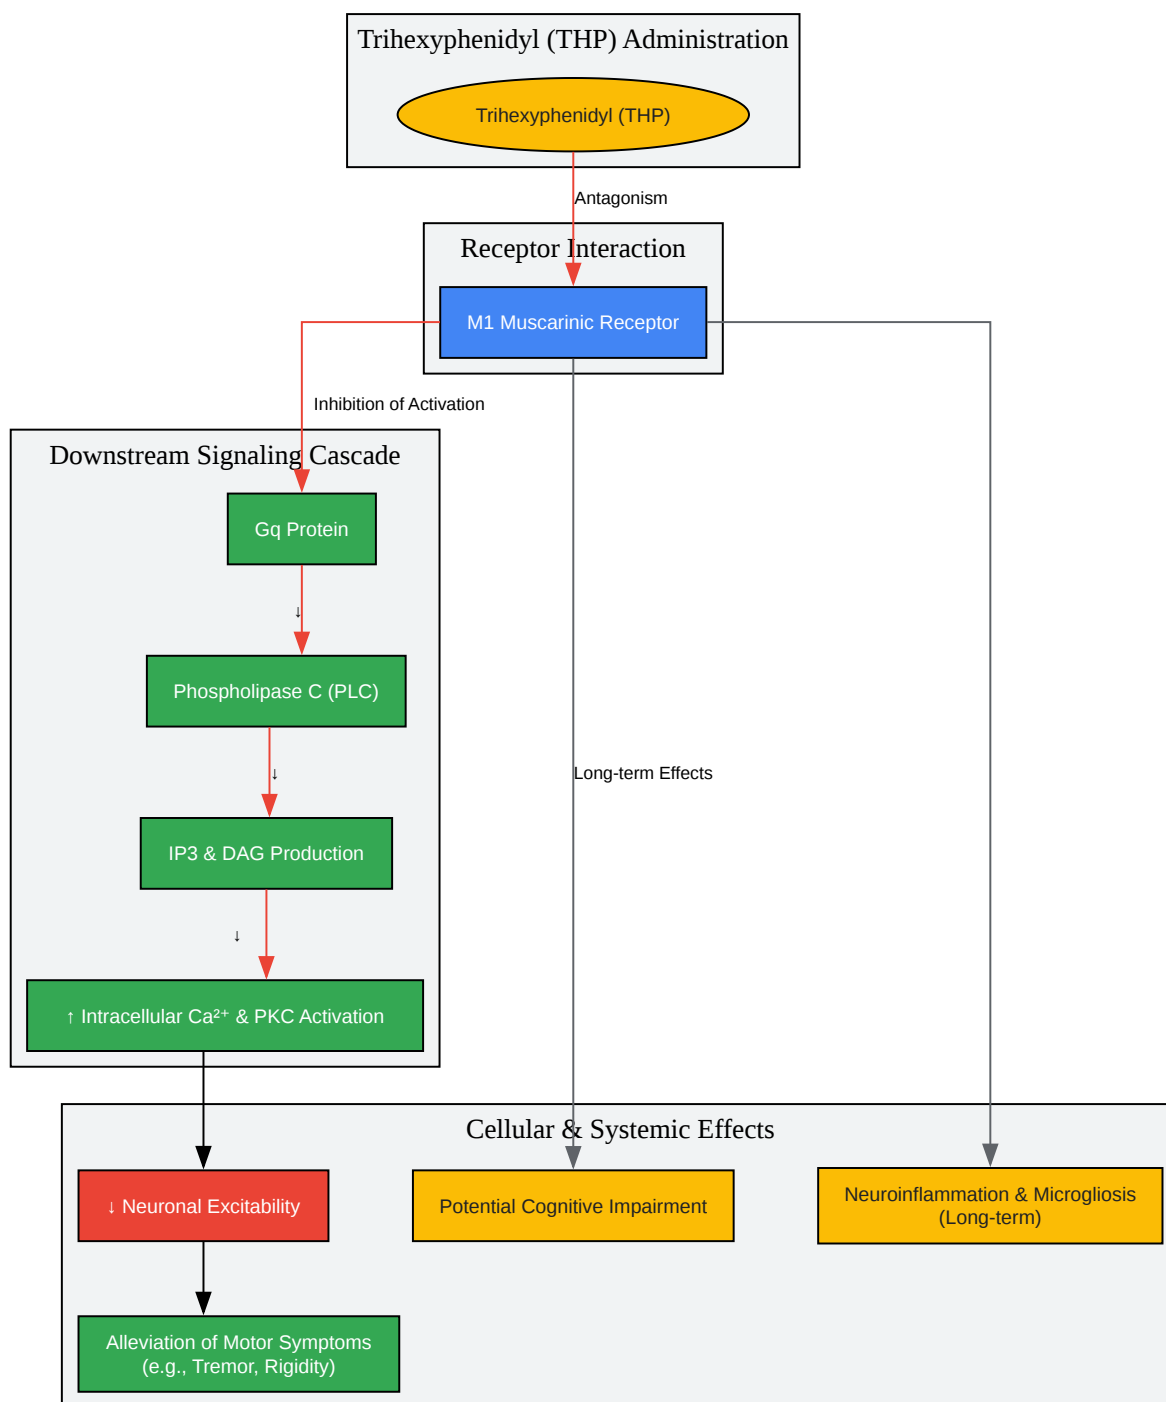 Trihexyphenidyl (THP) Administration
Trihexyphenidyl (THP)
Antagonism
Receptor Interaction
M1 Muscarinic Receptor
Inhibition of Activation
Downstream Signaling Cascade
Gq Protein
↓
Phospholipase C (PLC)
↓
Long-term Effects
IP3 & DAG Production
↓
↑ Intracellular Ca²⁺ & PKC Activation
Cellular & Systemic Effects
↓ Neuronal Excitability
Potential Cognitive Impairment
Neuroinflammation & Microgliosis
(Long-term)
Alleviation of Motor Symptoms
(e.g., Tremor, Rigidity)